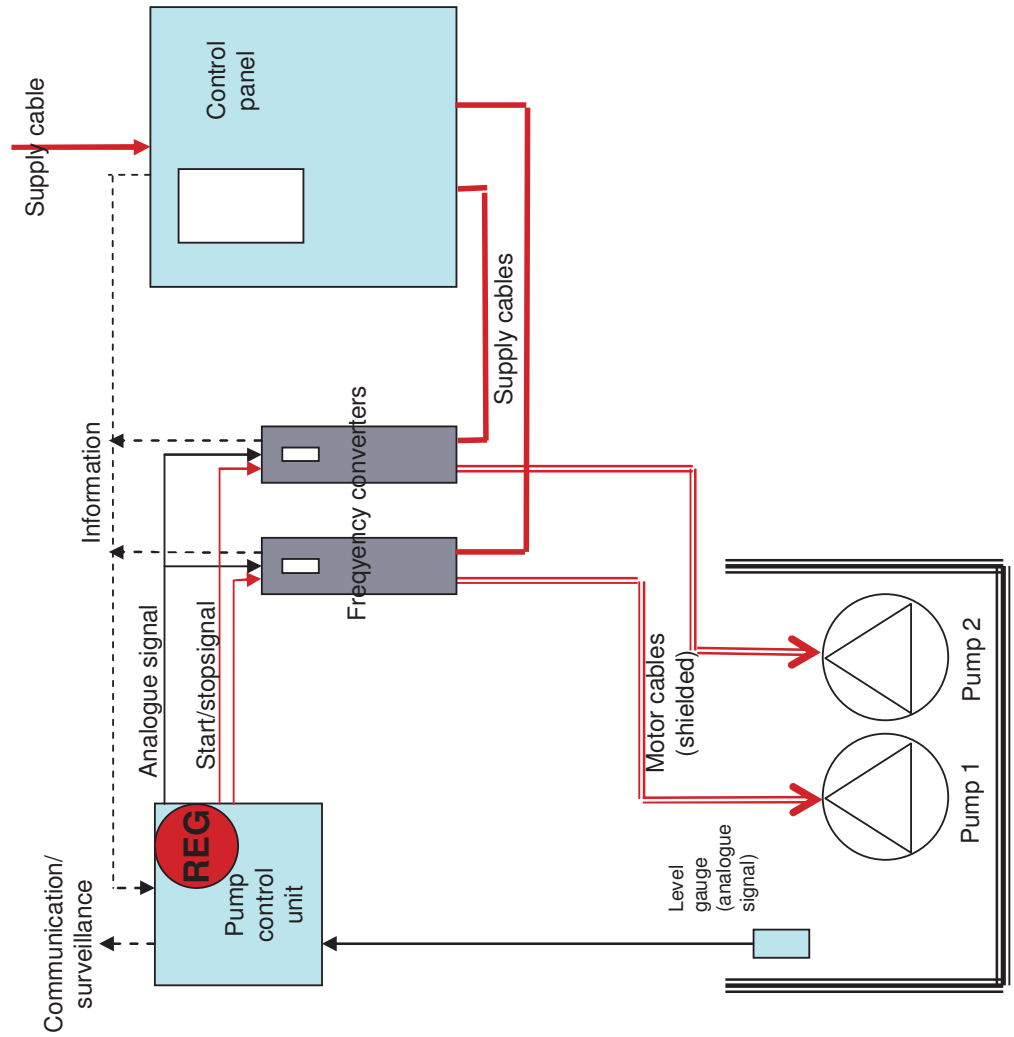 Supply cable
Control
panel
Information
Supply cables
Freqyency converters
Analogue signal
Start/stopsignal
Motor cables
(shielded)
Communication/
surveillance
REG
Pump
control
unit
Level
gauge
(analogue
signal)
Pump 1
Pump 2